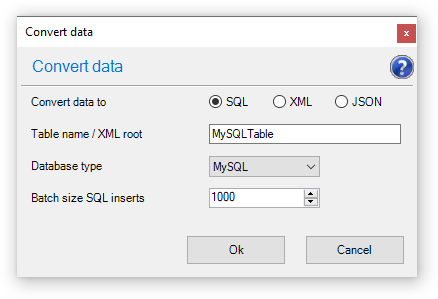 Convert data
x
Convert data
?
Convert data to SQL XML JSON
Table name / XML root MySQLTable
Database type MySQL
Batch size SQL inserts 1000
Ok Cancel